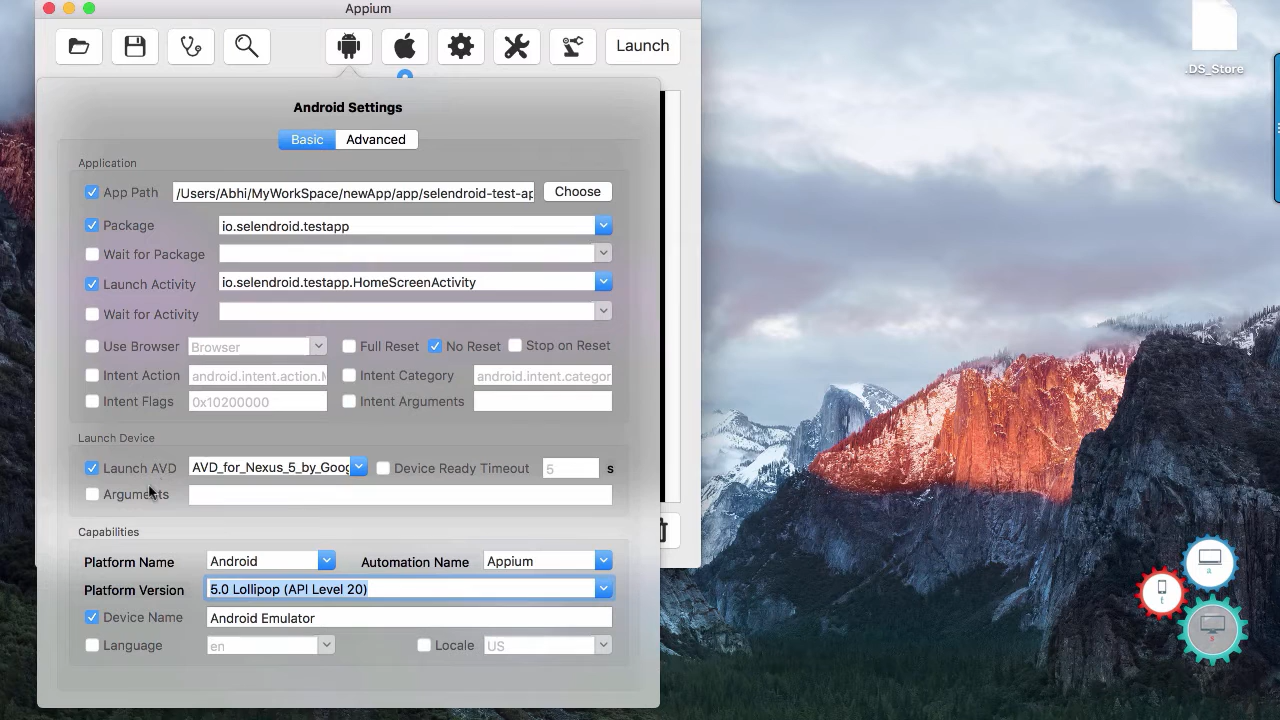 Appium
Launch
.DS_Store
Android Settings
Basic Advanced
Application
App Path /Users/Abhi/MyWorkSpace/newApp/app/selendroid-test-ap Choose
Package io.selendroid.testapp
Wait for Package
Launch Activity io.selendroid.testapp.HomeScreenActivity
Wait for Activity
Use Browser Browser Full Reset No Reset Stop on Reset
Intent Action android.intent.action.M Intent Category android.intent.categor
Intent Flags 0x10200000 Intent Arguments
Launch Device
Launch AVD AVD_for_Nexus_5_by_Goog Device Ready Timeout 5 s
Arguments
Capabilities
Platform Name Android Automation Name Appium
Platform Version 5.0 Lollipop (API Level 20)
Device Name Android Emulator
Language en Locale US
a
t
s